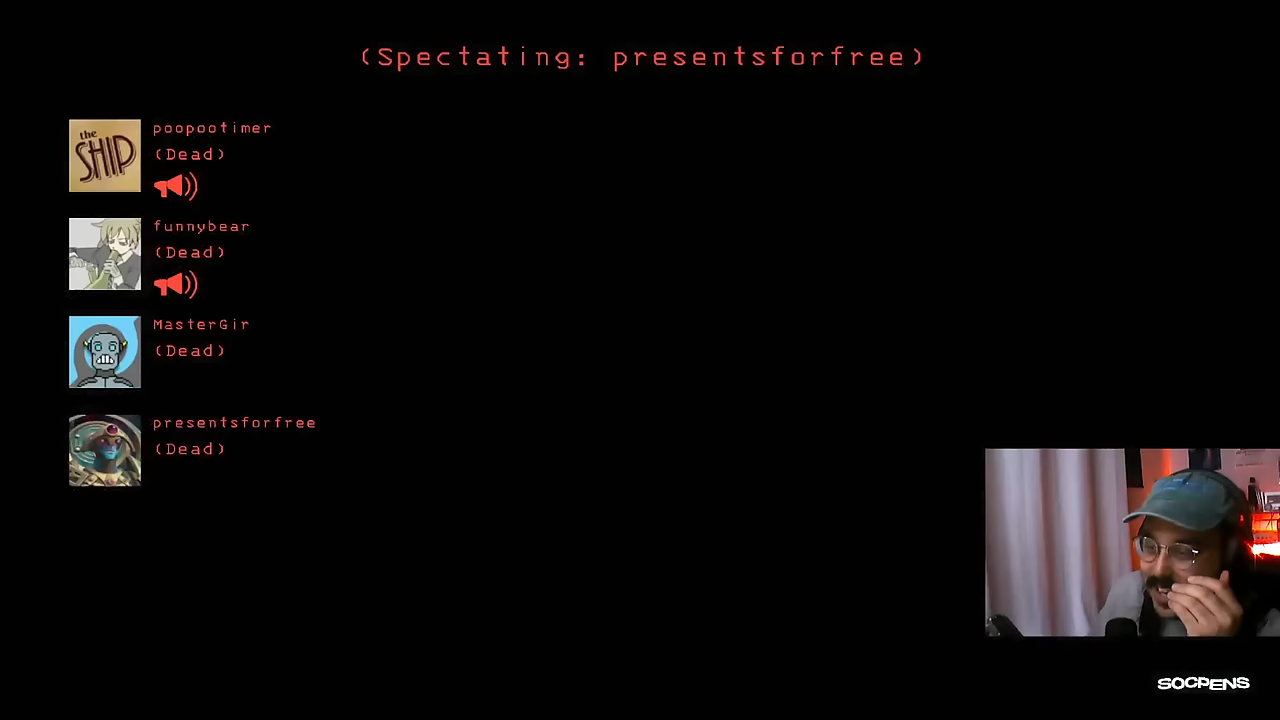 (Spectating: presentsforfree)
the
SHIP
poopootimer
(Dead)
funnybear
(Dead)
MasterGir
(Dead)
presentsforfree
(Dead)
SOCPENS